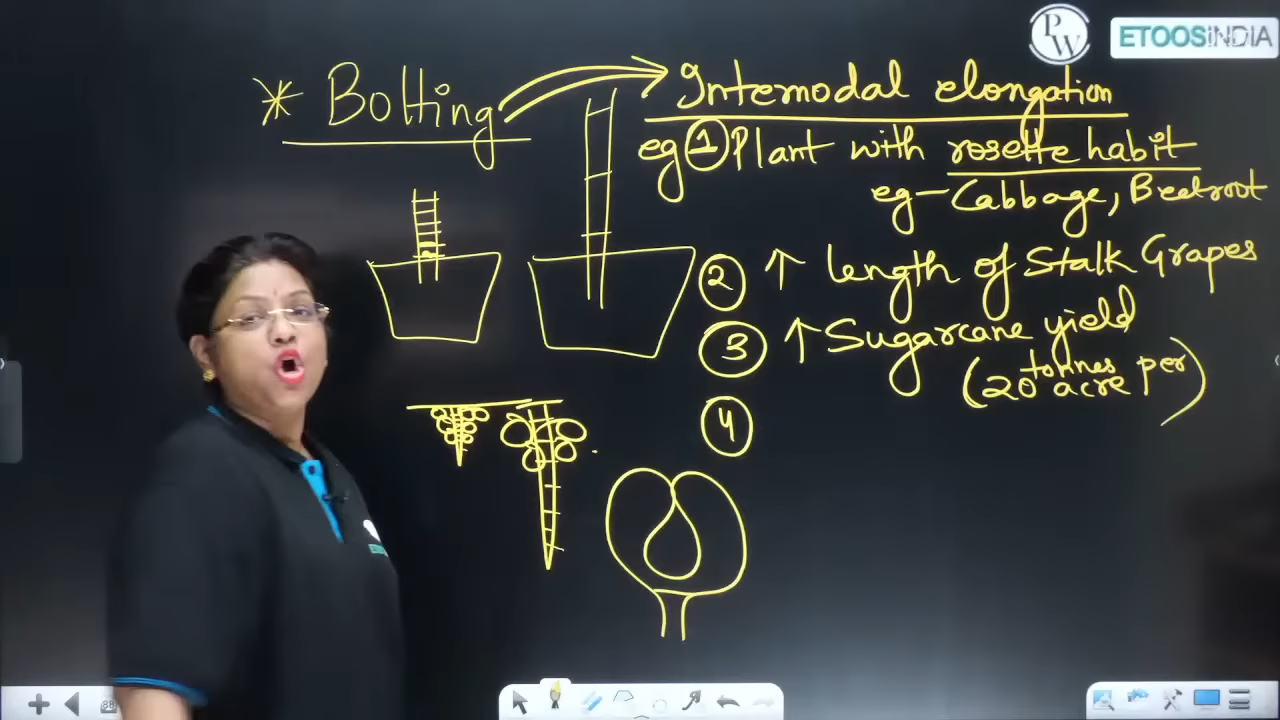 PW
ETOOSINDIA
* Bolting
Internodal elongation
eg ① Plant with rosette habit
eg - Cabbage, Beetroot
② ↑ length of Stalk Grapes
③ ↑ Sugarcane yield
(20 tonnes per acre)
④
88